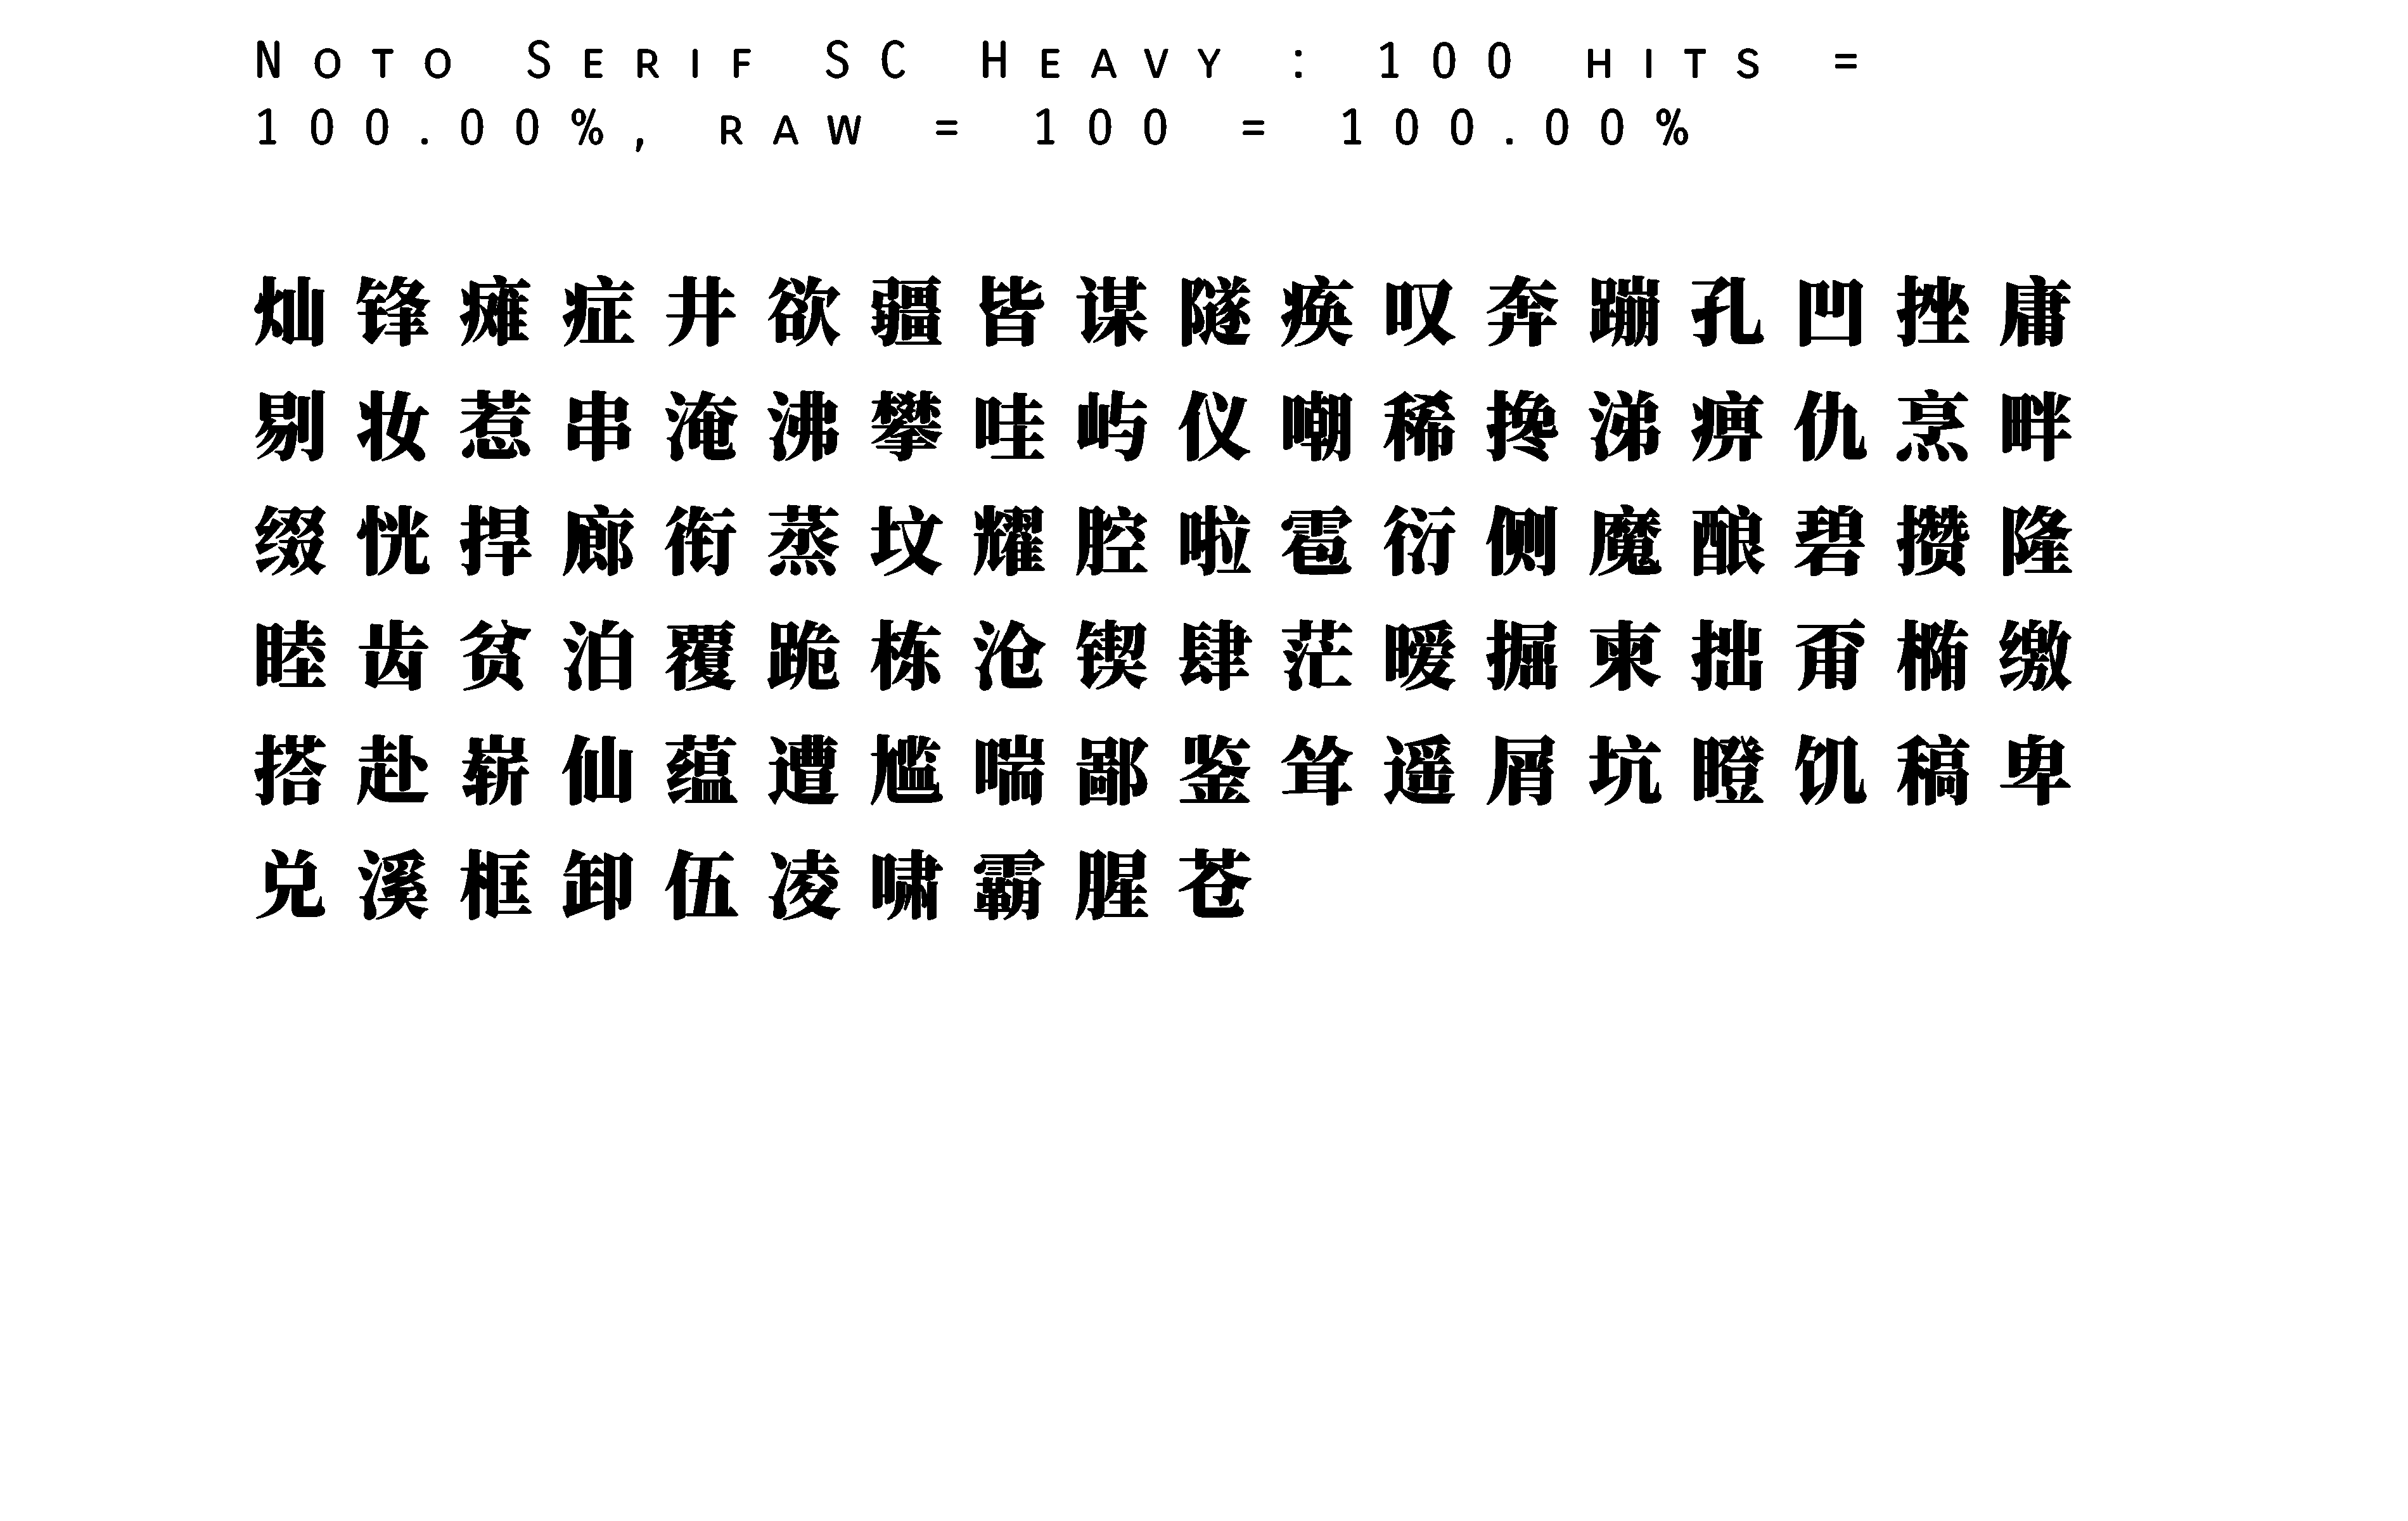 Noto Serif SC Heavy : 100 hits =
100.00%, raw = 100 = 100.00%
灿锋瘫症井欲疆皆谋隧痪叹奔蹦孔凹挫庸
剔妆惹串淹沸攀哇屿仪嘲稀搀涕痹仇烹畔
缀恍捍廊衔蒸坟耀腔啦雹衍侧魔酿碧攒隆
睦齿贫泊覆跪栋沧锲肆茫暧掘柬拙甭椭缴
搭赴崭仙蕴遭尴喘鄙鉴耸遥屑坑瞪饥稿卑
兑溪框卸伍凌啸霸腥苍